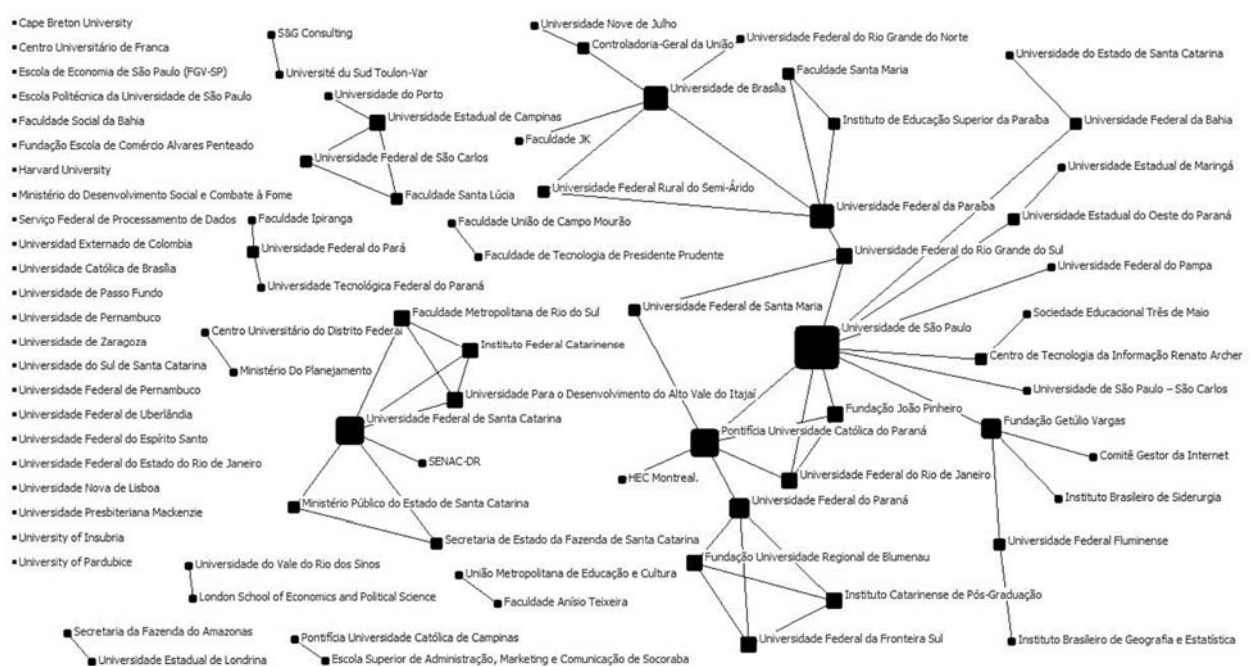 Cape Breton University
Centro Universitário de Franca
Escola de Economia de São Paulo (FGV-SP)
Escola Politécnica da Universidade de São Paulo
Faculdade Social da Bahia
Fundação Escola de Comércio Alvares Penteado
Harvard University
Ministério do Desenvolvimento Social e Combate à Fome
Serviço Federal de Processamento de Dados
Universidad Externado de Colombia
Universidade Católica de Brasília
Universidade de Passo Fundo
Universidade de Pernambuco
Universidade de Zaragoza
Universidade do Sul de Santa Catarina
Universidade Federal de Pernambuco
Universidade Federal de Uberlândia
Universidade Federal do Espírito Santo
Universidade Federal do Estado do Rio de Janeiro
Universidade Nova de Lisboa
Universidade Presbiteriana Mackenzie
University of Insubria
University of Pardubice
S&G Consulting
Université du Sud Toulon-Var
Universidade do Porto
Universidade Estadual de Campinas
Universidade Federal de São Carlos
Faculdade Santa Lúcia
Faculdade Ipiranga
Universidade Federal do Pará
Universidade Tecnológica Federal do Paraná
Faculdade União de Campo Mourão
Faculdade de Tecnologia de Presidente Prudente
Centro Universitário do Distrito Federal
Ministério Do Planejamento
Faculdade Metropolitana de Rio do Sul
Instituto Federal Catarinense
Universidade Para o Desenvolvimento do Alto Vale do Itajaí
Universidade Federal de Santa Catarina
SENAC-DR
Ministério Público do Estado de Santa Catarina
Secretaria de Estado da Fazenda de Santa Catarina
Universidade do Vale do Rio dos Sinos
London School of Economics and Political Science
União Metropolitana de Educação e Cultura
Faculdade Anísio Teixeira
Secretaria da Fazenda do Amazonas
Universidade Estadual de Londrina
Pontifícia Universidade Católica de Campinas
Escola Superior de Administração, Marketing e Comunicação de Socoraba
Universidade Nove de Julho
Controladoria-Geral da União
Universidade Federal do Rio Grande do Norte
Universidade de Brasília
Faculdade JK
Universidade Federal Rural do Semi-Árido
Faculdade Santa Maria
Instituto de Educação Superior da Paraíba
Universidade Federal da Paraíba
Universidade Federal do Rio Grande do Sul
Universidade Federal de Santa Maria
Universidade do Estado de Santa Catarina
Universidade Federal da Bahia
Universidade Estadual de Maringá
Universidade Estadual do Oeste do Paraná
Universidade Federal do Pampa
Universidade de São Paulo
Sociedade Educacional Três de Maio
Centro de Tecnologia da Informação Renato Archer
Universidade de São Paulo – São Carlos
Fundação João Pinheiro
Fundação Getúlio Vargas
Pontifícia Universidade Católica do Paraná
Comitê Gestor da Internet
HEC Montreal.
Universidade Federal do Rio de Janeiro
Instituto Brasileiro de Siderurgia
Universidade Federal do Paraná
Universidade Federal Fluminense
Fundação Universidade Regional de Blumenau
Instituto Catarinense de Pós-Graduação
Universidade Federal da Fronteira Sul
Instituto Brasileiro de Geografia e Estatística